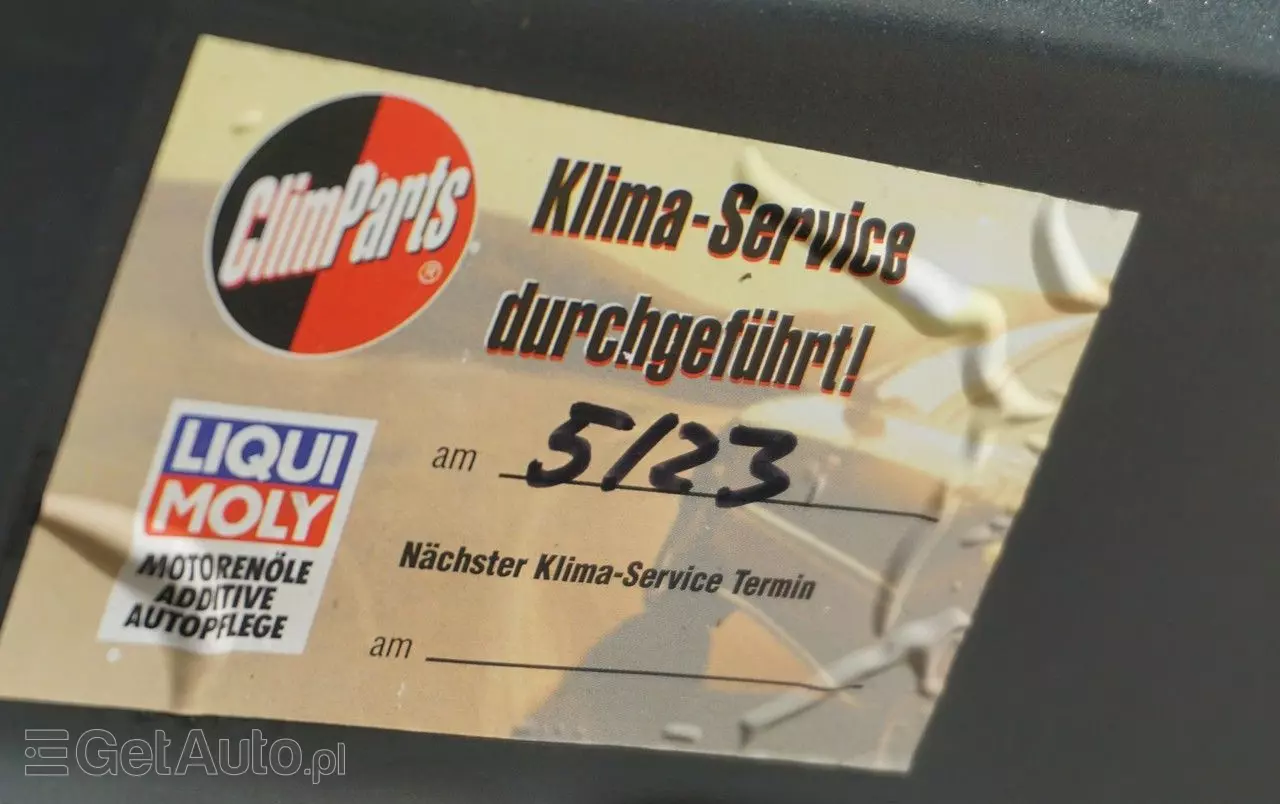 ClimParts
®
Klima-Service
durchgeführt!
am 5/23
LIQUI
MOLY
MOTORENÖLE
ADDITIVE
AUTOPFLEGE
Nächster Klima-Service Termin
am
GetAuto.pl